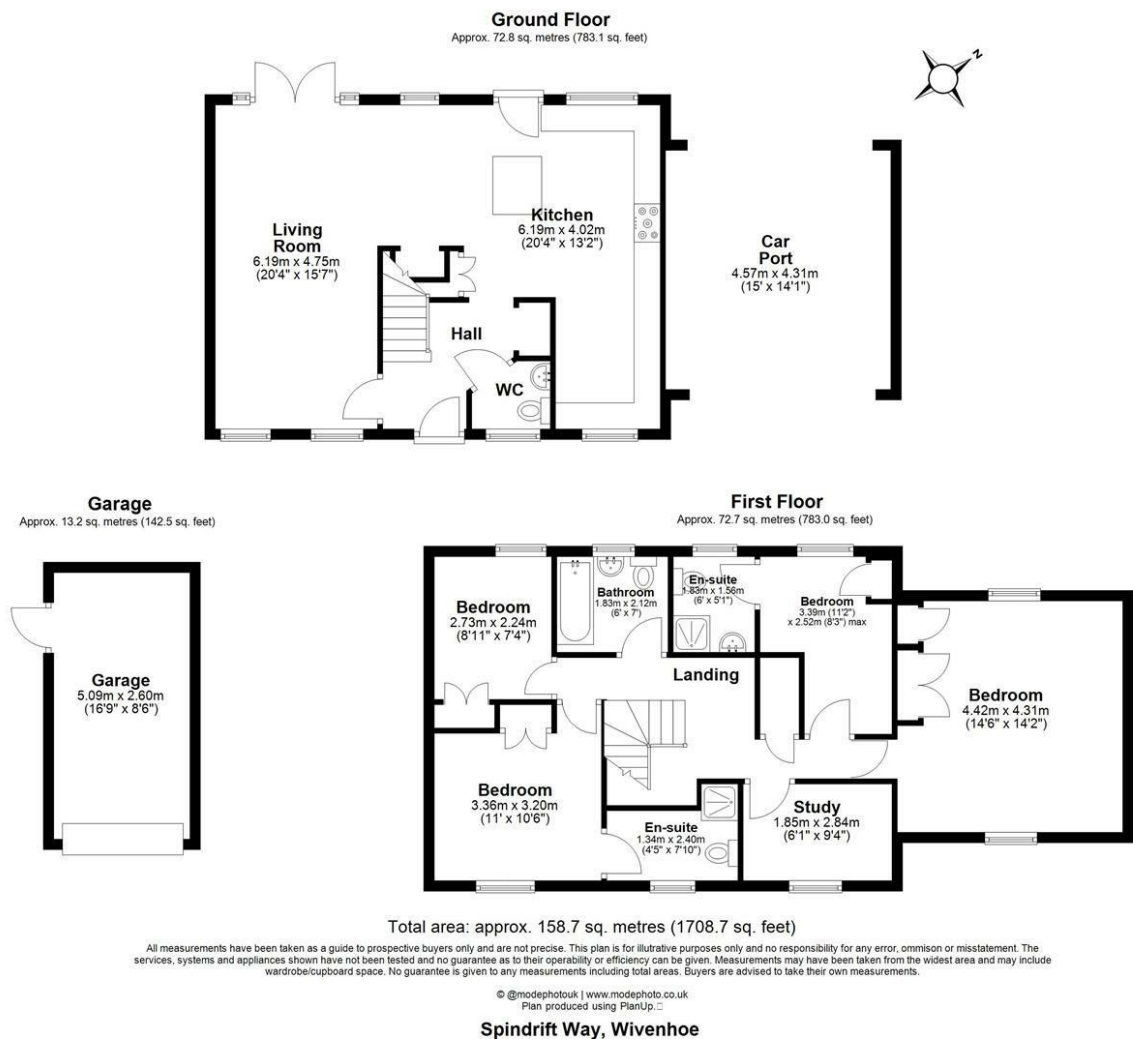 Ground Floor
Approx. 72.8 sq. metres (783.1 sq. feet)
N
Living
Room
6.19m x 4.75m
(20'4" x 15'7")
Kitchen
6.19m x 4.02m
(20'4" x 13'2")
Car
Port
4.57m x 4.31m
(15' x 14'1")
Hall
WC
Garage
Approx. 13.2 sq. metres (142.5 sq. feet)
Garage
5.09m x 2.60m
(16'9" x 8'6")
First Floor
Approx. 72.7 sq. metres (783.0 sq. feet)
Bedroom
2.73m x 2.24m
(8'11" x 7'4")
Bathroom
1.83m x 2.12m
(6' x 7')
En-suite
1.83m x 1.56m
(6' x 5'1")
Bedroom
3.39m (11'2")
x 2.52m (8'3") max
Landing
Bedroom
4.42m x 4.31m
(14'6" x 14'2")
Bedroom
3.36m x 3.20m
(11' x 10'6")
En-suite
1.34m x 2.40m
(4'5" x 7'10")
Study
1.85m x 2.84m
(6'1" x 9'4")
Total area: approx. 158.7 sq. metres (1708.7 sq. feet)
All measurements have been taken as a guide to prospective buyers only and are not precise. This plan is for illutrative purposes only and no responsibility for any error, ommison or misstatement. The
services, systems and appliances shown have not been tested and no guarantee as to their operability or efficiency can be given. Measurements may have been taken from the widest area and may include
wardrobe/cupboard space. No guarantee is given to any measurements including total areas. Buyers are advised to take their own measurements.
© @modephotouk | www.modephoto.co.uk
Plan produced using PlanUp.
Spindrift Way, Wivenhoe